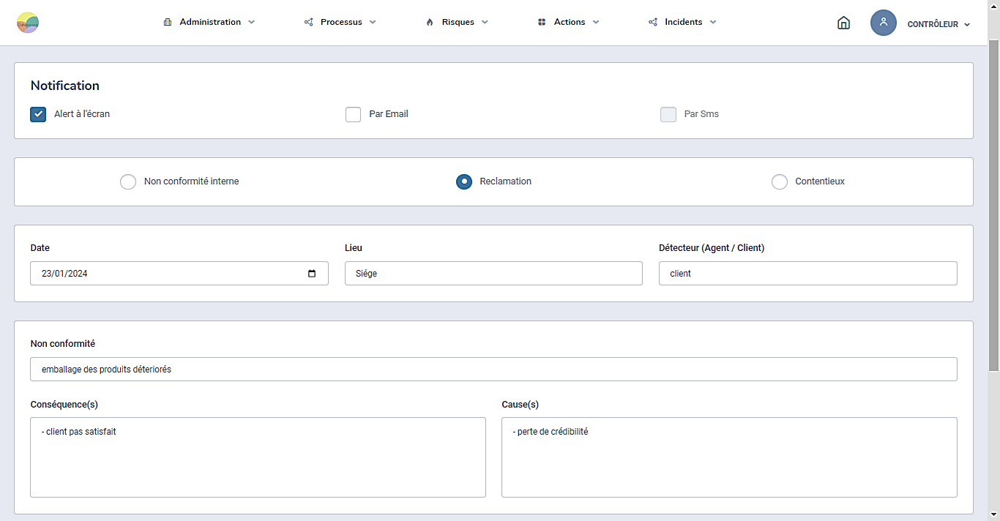 Administration
Processus
Risques
Actions
Incidents
CONTRÔLEUR
Notification
Alert à l'écran
Par Email
Par Sms
Non conformité interne
Reclamation
Contentieux
Date
Lieu
Détecteur (Agent / Client)
23/01/2024
Siége
client
Non conformité
emballage des produits déteriorés
Conséquence(s)
Cause(s)
- client pas satisfait
- perte de crédibilité